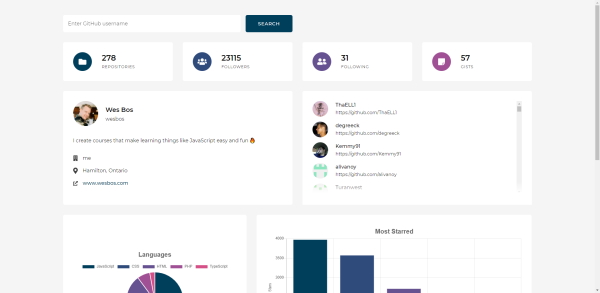 Enter GitHub username
SEARCH
278
REPOSITORIES
23115
FOLLOWERS
31
FOLLOWING
57
GISTS
Wes Bos
wesbos
I create courses that make learning things like JavaScript easy and fun 🔥
me
Hamilton, Ontario
www.wesbos.com
ThaELL1
https://github.com/ThaELL1
degreeck
https://github.com/degreeck
Kemmy91
https://github.com/Kemmy91
alivanoy
https://github.com/alivanoy
Languages
JavaScript CSS HTML PHP TypeScript
Most Starred
4000
3500
3000